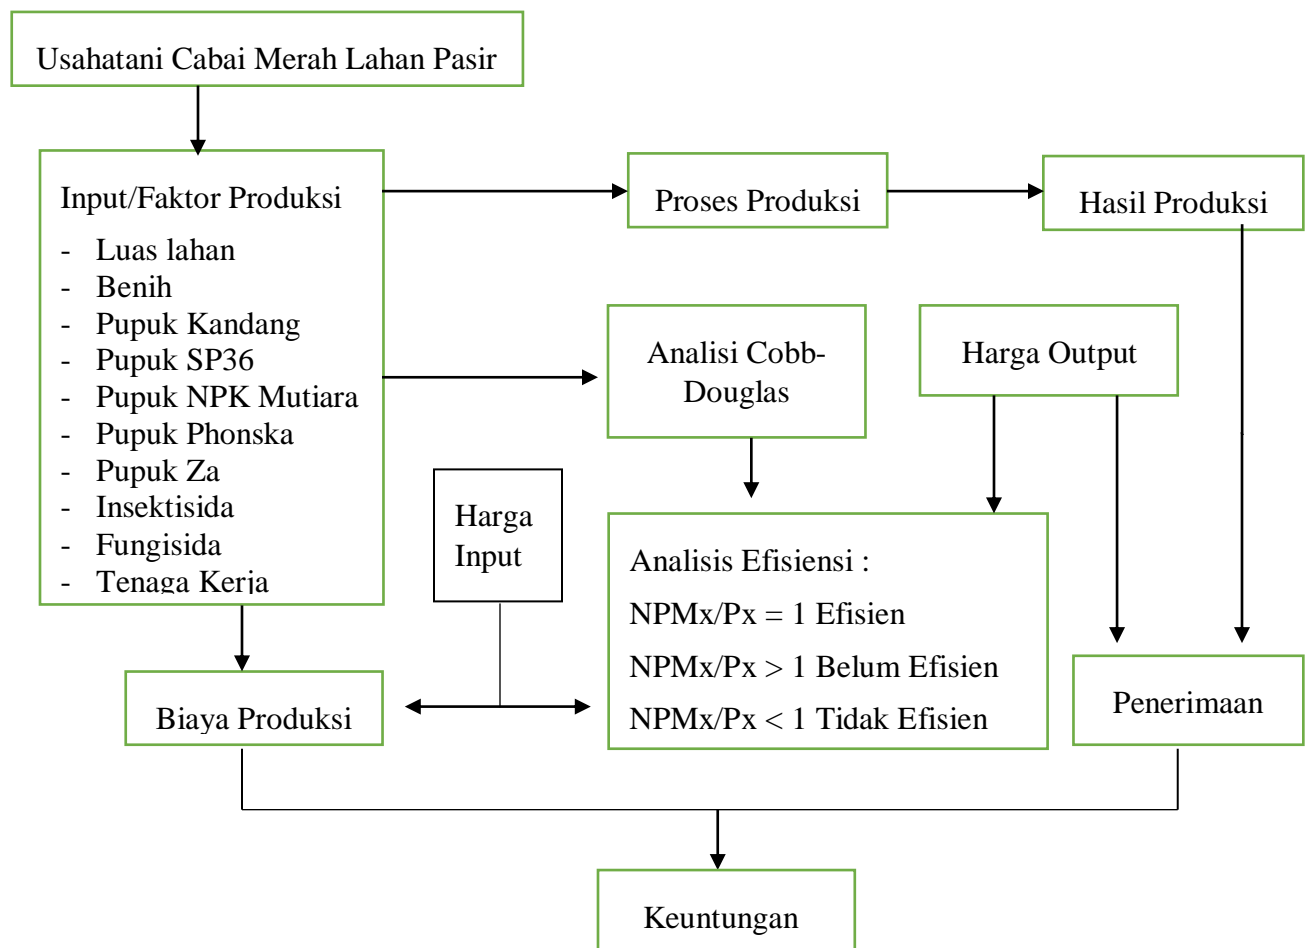 Usahatani Cabai Merah Lahan Pasir
Input/Faktor Produksi
- Luas lahan
- Benih
- Pupuk Kandang
- Pupuk SP36
- Pupuk NPK Mutiara
- Pupuk Phonska
- Pupuk Za
- Insektisida
- Fungisida
- Tenaga Kerja
Proses Produksi
Hasil Produksi
Analisi Cobb-
Douglas
Harga Output
Harga
Input
Analisis Efisiensi :
NPMx/Px = 1 Efisien
NPMx/Px > 1 Belum Efisien
NPMx/Px < 1 Tidak Efisien
Biaya Produksi
Penerimaan
Keuntungan